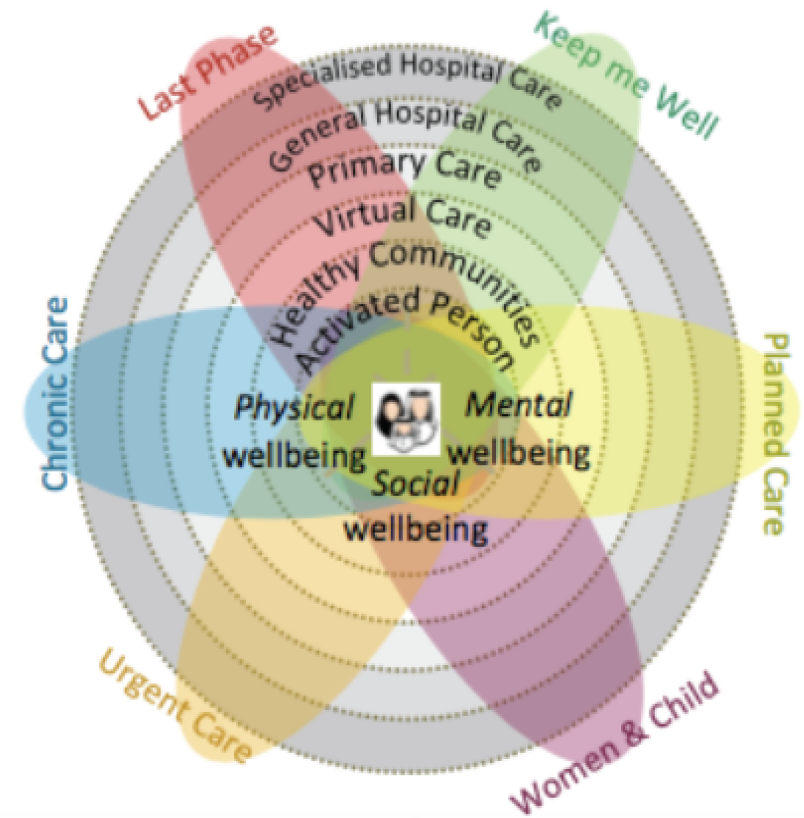 Last Phase
Keep me Well
Specialised Hospital Care
General Hospital Care
Primary Care
Virtual Care
Healthy Communities
Activated Person
Chronic Care
Planned Care
Physical
wellbeing
Mental
wellbeing
Social
wellbeing
Urgent Care
Women & Child